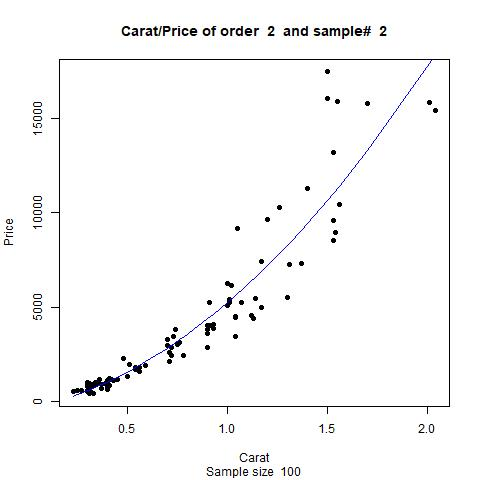 Carat/Price of order 2 and sample# 2
Price
15000
10000
5000
0
0.5 1.0 1.5 2.0
Carat
Sample size 100